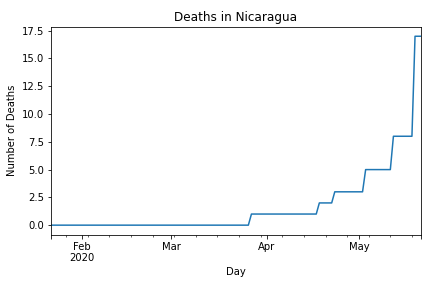 Deaths in Nicaragua
17.5
15.0
12.5
10.0
7.5
5.0
2.5
0.0
Number of Deaths
Feb
2020
Mar
Apr
May
Day